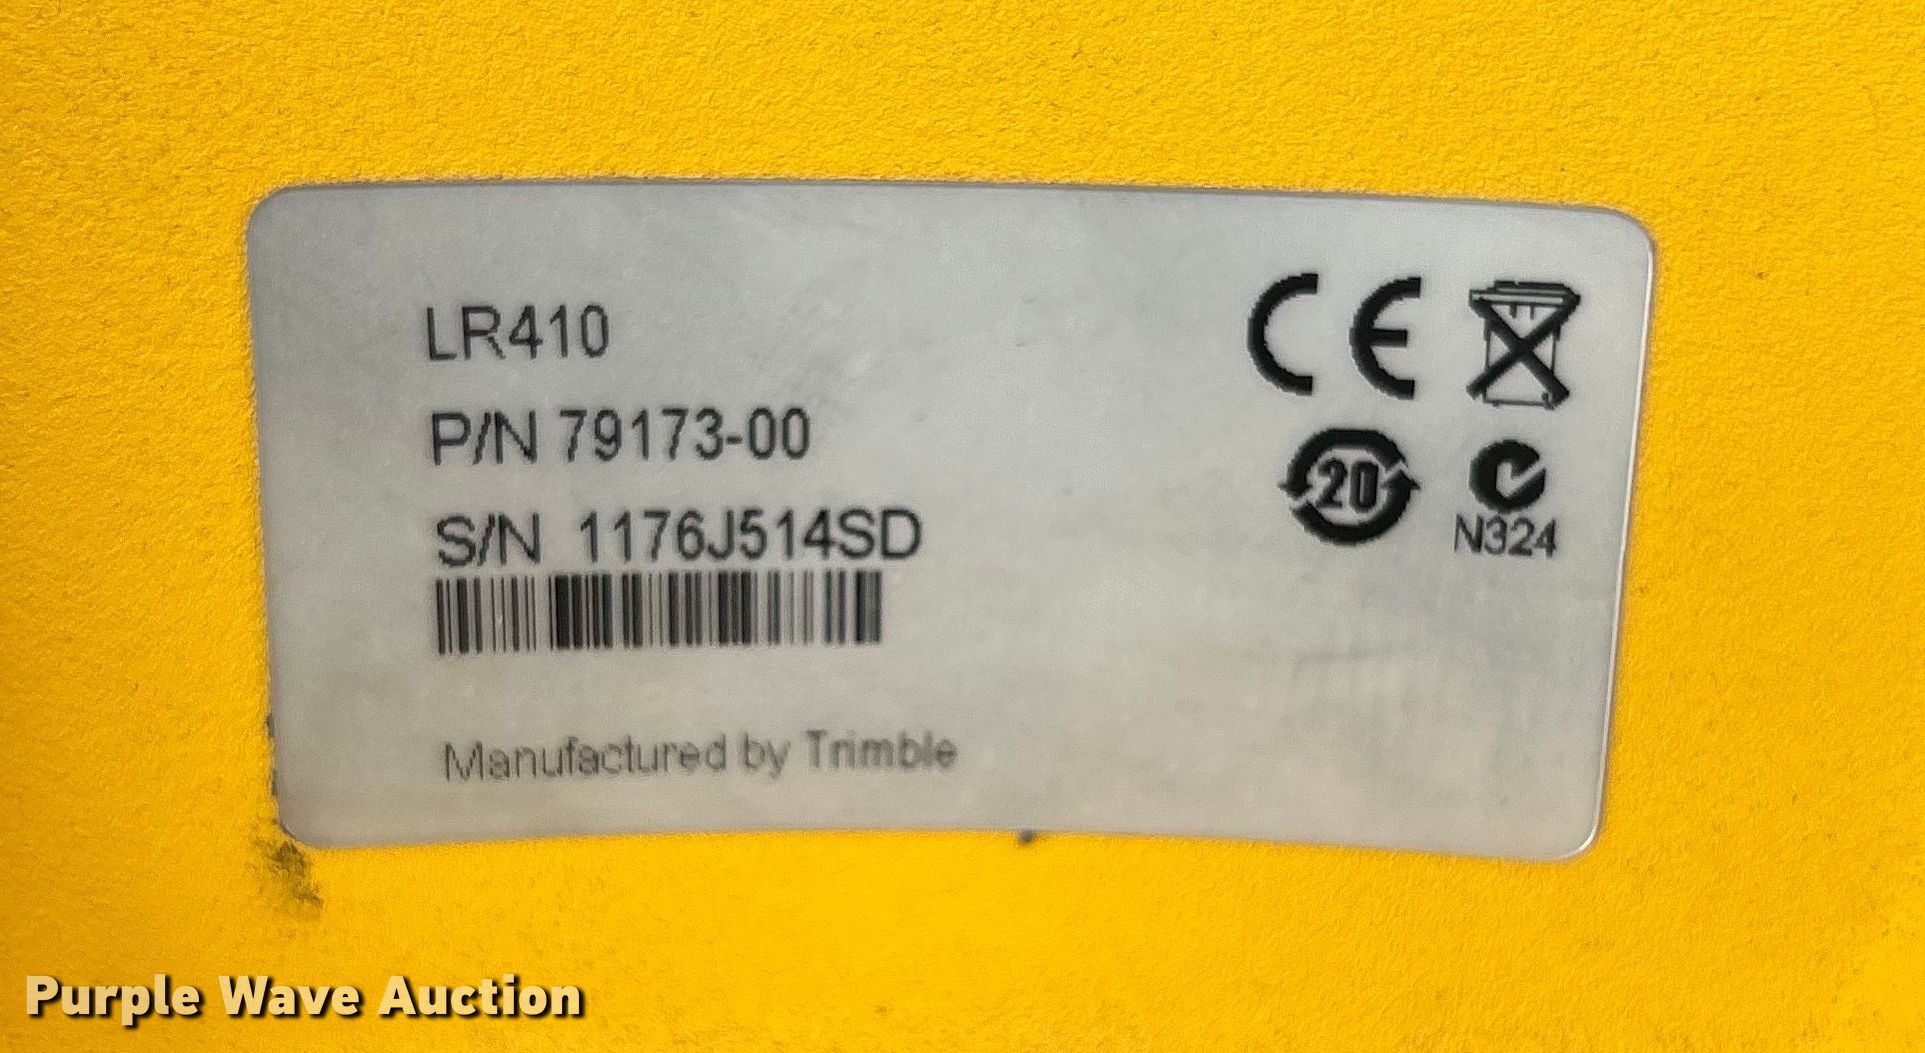 LR410
P/N 79173-00
S/N 1176J514SD
Manufactured by Trimble
CE
20
N324
Purple Wave Auction